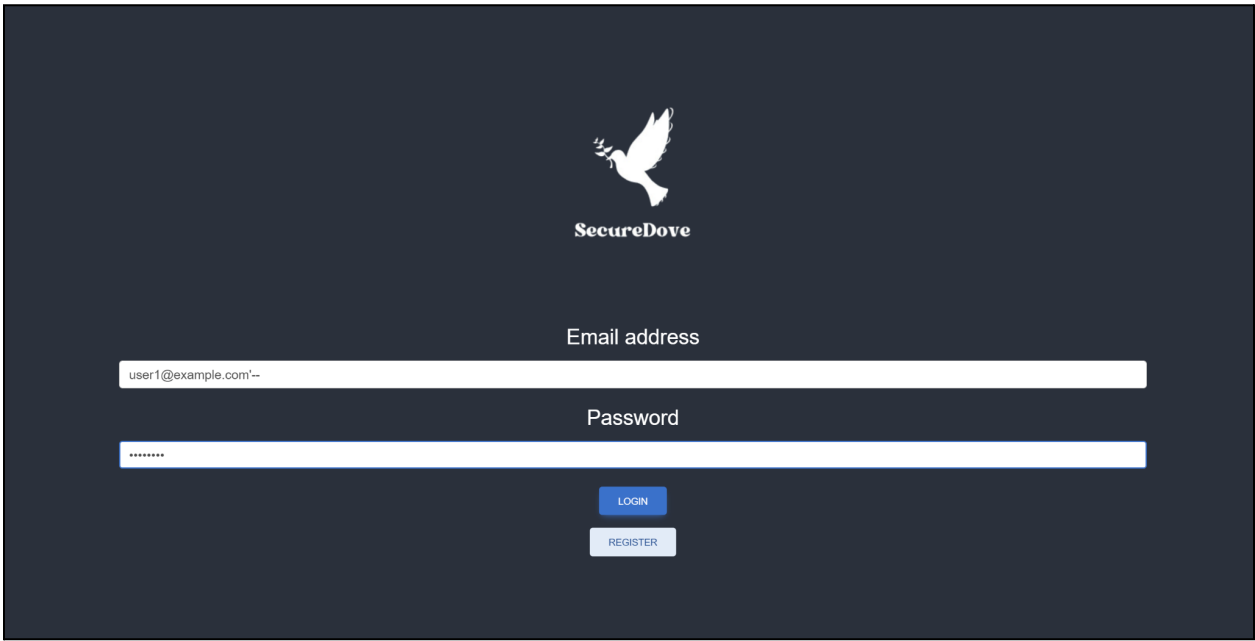 SecureDove
Email address
user1@example.com'--
Password
••••••••
LOGIN
REGISTER